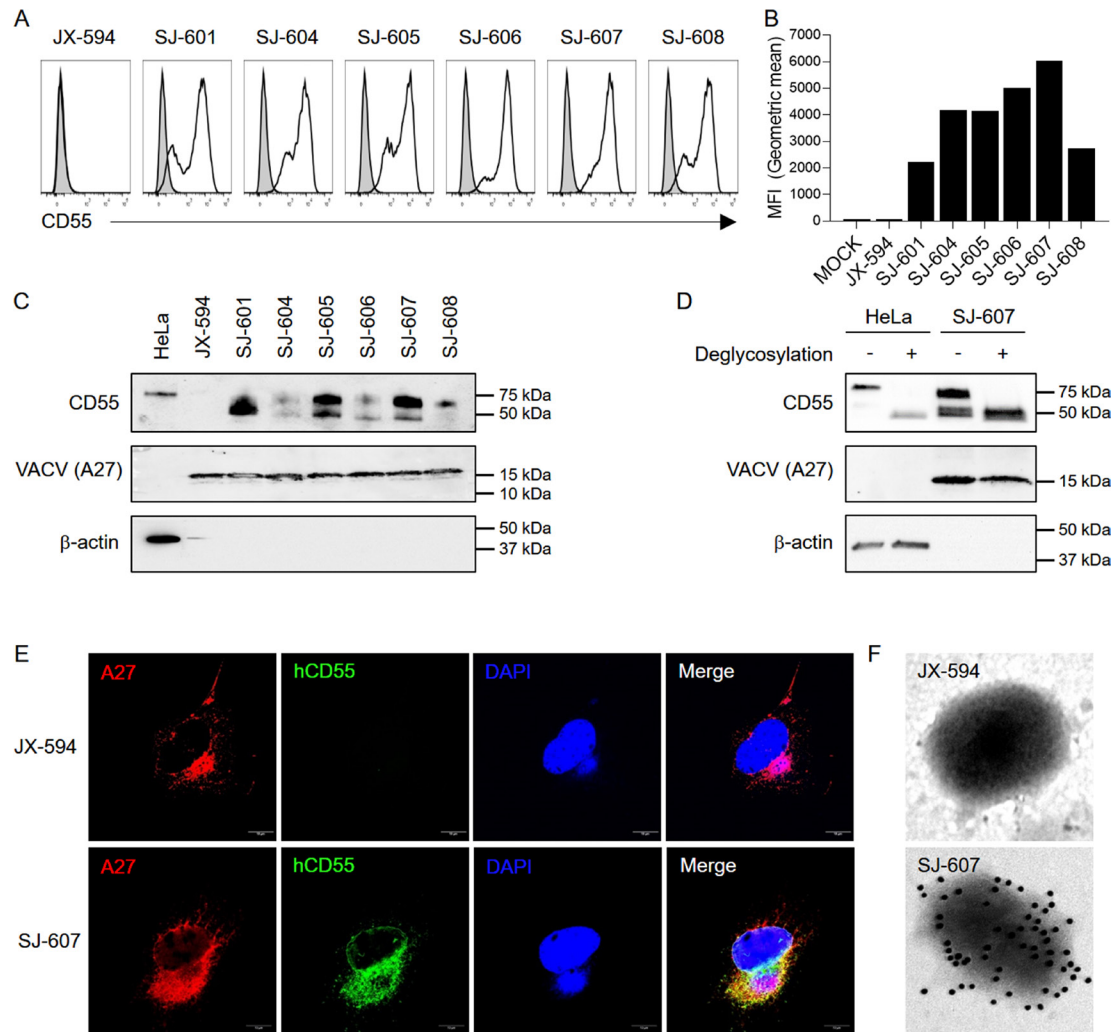 A
JX-594 SJ-601 SJ-604 SJ-605 SJ-606 SJ-607 SJ-608
CD55
B
MFI (Geometric mean)
7000
6000
5000
4000
3000
2000
1000
0
MOCK JX-594 SJ-601 SJ-604 SJ-605 SJ-606 SJ-607 SJ-608
C
HeLa JX-594 SJ-601 SJ-604 SJ-605 SJ-606 SJ-607 SJ-608
CD55
75 kDa
50 kDa
VACV (A27)
15 kDa
10 kDa
β-actin
50 kDa
37 kDa
D
HeLa SJ-607
Deglycosylation - + - +
CD55
75 kDa
50 kDa
VACV (A27)
15 kDa
β-actin
50 kDa
37 kDa
E
A27 hCD55 DAPI Merge
JX-594
A27 hCD55 DAPI Merge
SJ-607
F
JX-594
SJ-607